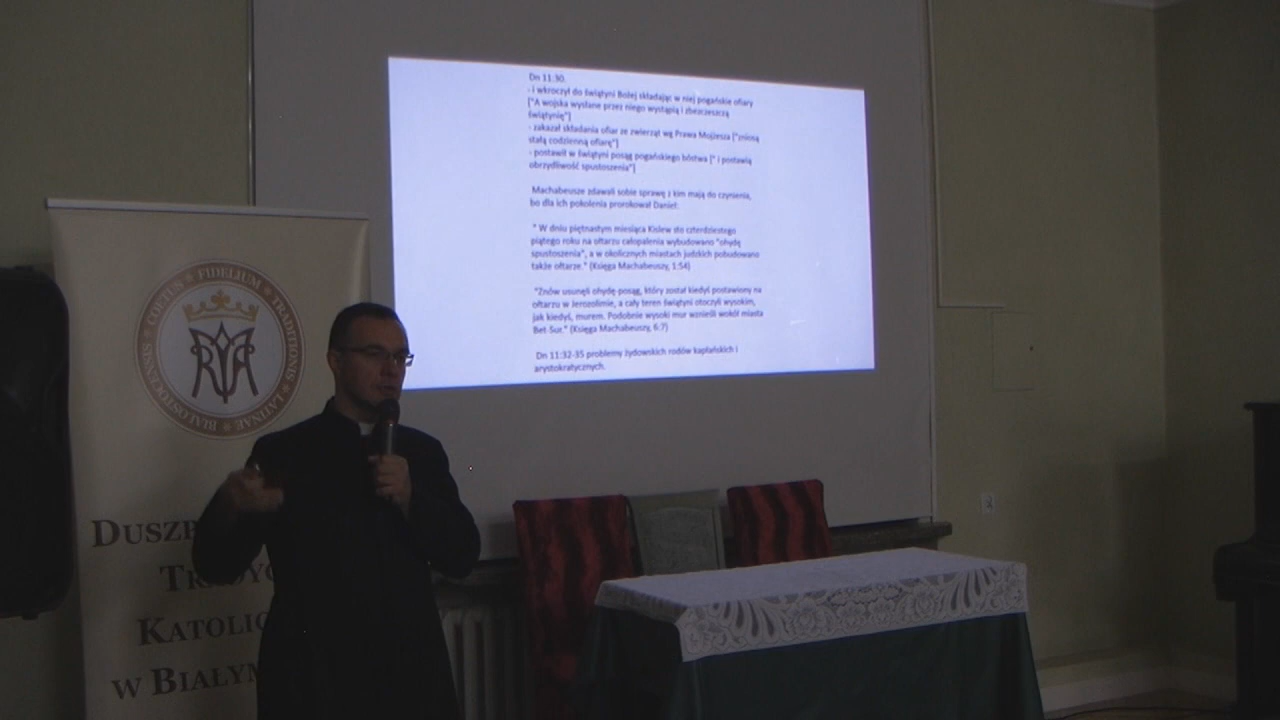 Dn 11:30.
- i wkroczył do świątyni Bożej składając w niej pogańskie ofiary
["A wojska wysłane przez niego wystąpią i zbezczeszczą
świątynię"]
- zakazał składania ofiar ze zwierząt wg Prawa Mojżesza ["zniosą
stałą codzienną ofiarę"]
- postawił w świątyni posąg pogańskiego bóstwa [" i postawią
obrzydliwość spustoszenia"]
Machabeusze zdawali sobie sprawę z kim mają do czynienia,
bo dla ich pokolenia prorokował Daniel:
" W dniu piętnastym miesiąca Kislew sto czterdziestego
piątego roku na ołtarzu całopalenia wybudowano "ohydę
spustoszenia", a w okolicznych miastach judzkich pobudowano
także ołtarze." (Księga Machabeuszy, 1:54)
"Znów usunęli ohydę-posąg, który został kiedyś postawiony na
ołtarzu w Jerozolimie, a cały teren świątyni otoczyli wysokim,
jak kiedyś, murem. Podobnie wysoki mur wznieśli wokół miasta
Bet-Sur." (Księga Machabeuszy, 6:7)
Dn 11:32-35 problemy żydowskich rodów kapłańskich i
arystokratycznych.
COETUS * FIDELIUM * TRADITIONIS * LATINAE * BIALOSTOCENSIS
DUSZP
TR
KATOLIC
W BIAŁYM